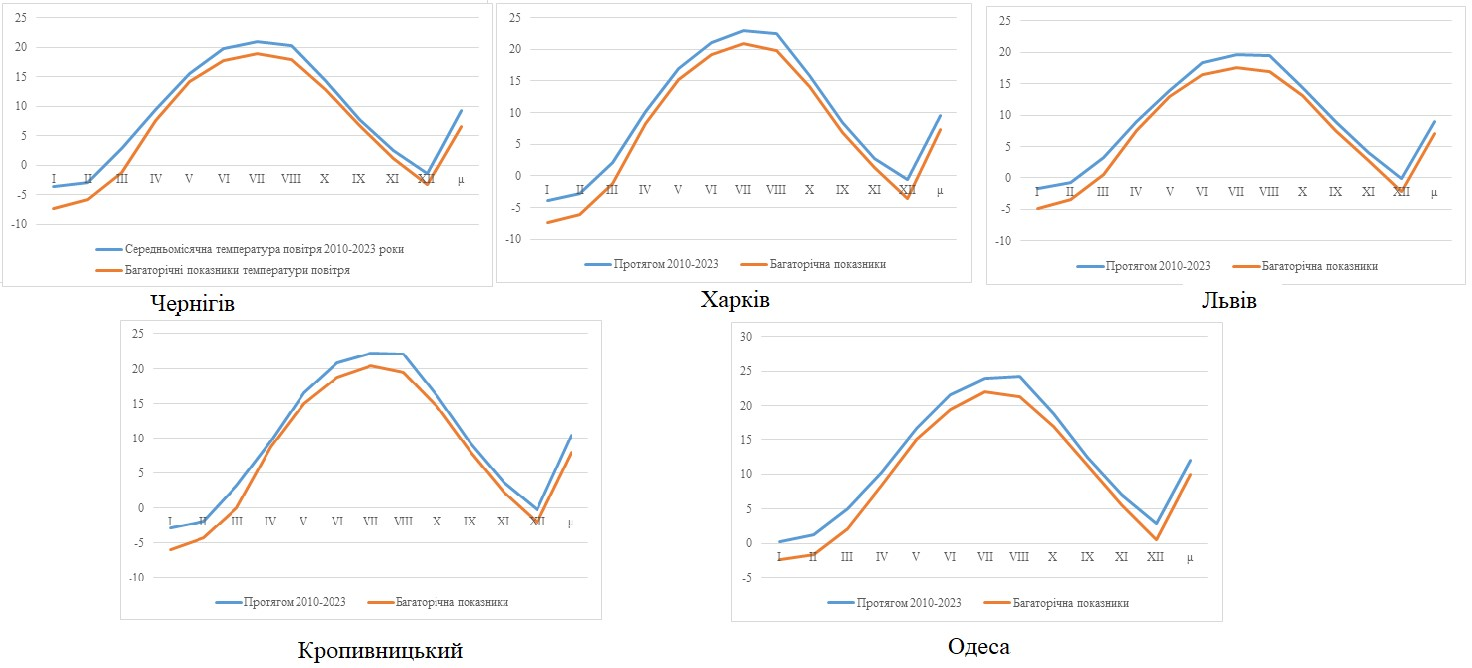 25
20
15
10
5
0
-5
-10
I II III IV V VI VII VIII X IX XI XII μ
Середньомісячна температура повітря 2010-2023 роки
Багаторічні показники температури повітря
Чернігів
25
20
15
10
5
0
-5
-10
I II III IV V VI VII VIII X IX XI XII μ
Протягом 2010-2023 Багаторічна показники
Харків
25
20
15
10
5
0
-5
-10
I II III IV V VI VII VIII X IX XI XII μ
Протягом 2010-2023 Багаторічна показники
Львів
25
20
15
10
5
0
-5
-10
I II III IV V VI VII VIII X IX XI XII μ
Протягом 2010-2023 Багаторічна показники
Кропивницький
30
25
20
15
10
5
0
-5
I II III IV V VI VII VIII X IX XI XII μ
Протягом 2010-2023 Багаторічна показники
Одеса